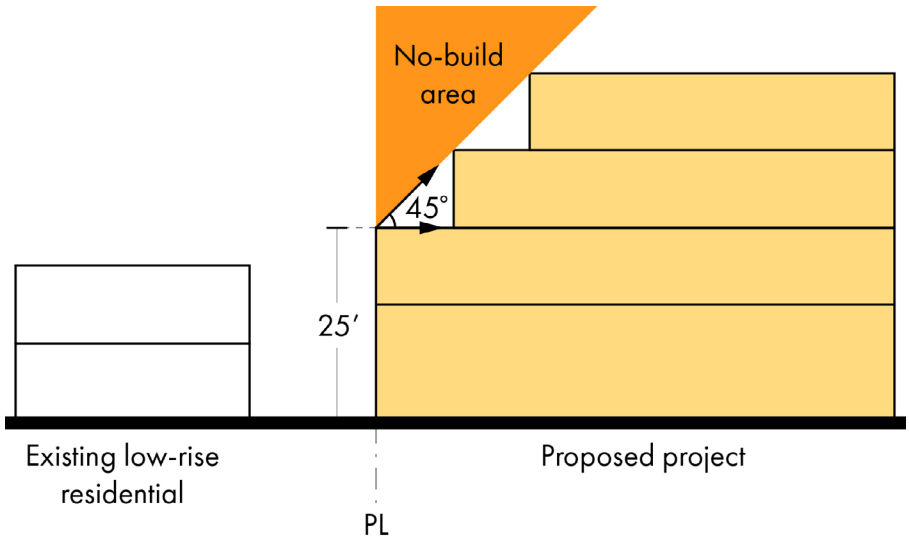 No-build
area
45°
25’
Existing low-rise
residential
Proposed project
PL